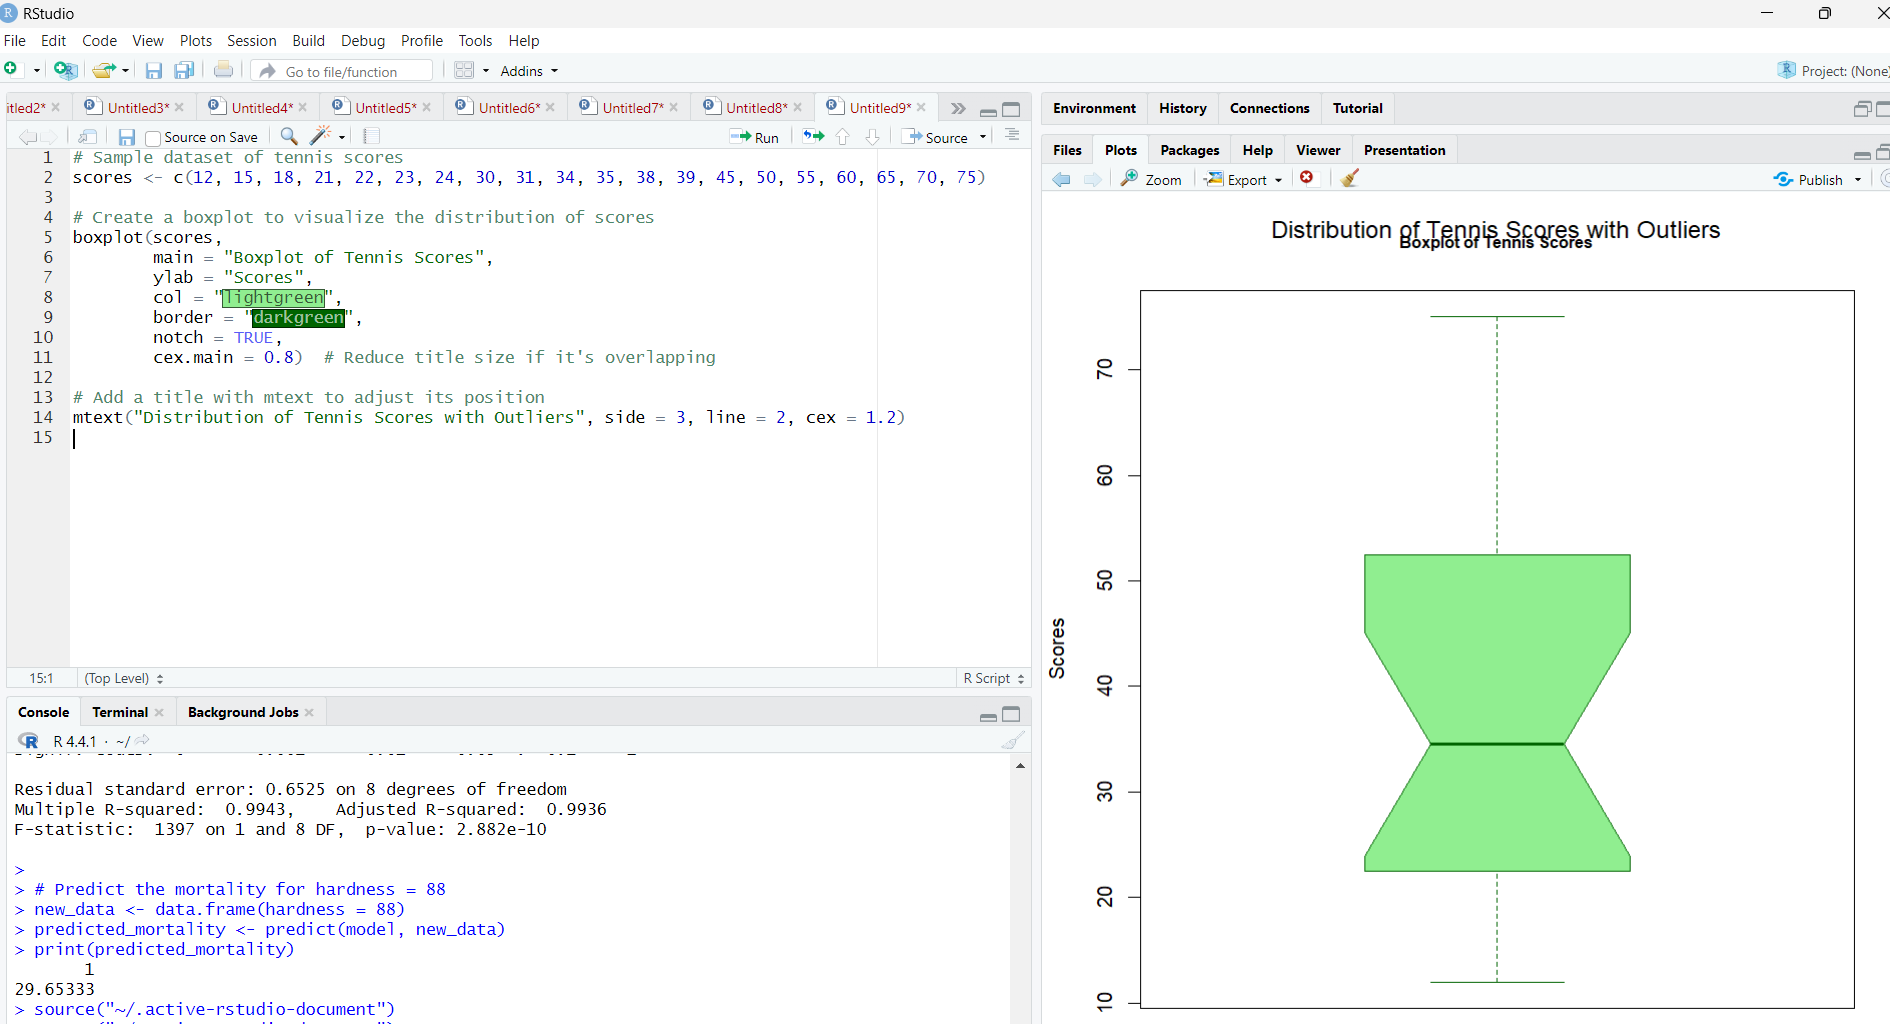 RStudio
File Edit Code View Plots Session Build Debug Profile Tools Help
Go to file/function Addins Project: (None)
itled2* Untitled3* Untitled4* Untitled5* Untitled6* Untitled7* Untitled8* Untitled9*
Source on Save Run Source
1 # Sample dataset of tennis scores
2 scores <- c(12, 15, 18, 21, 22, 23, 24, 30, 31, 34, 35, 38, 39, 45, 50, 55, 60, 65, 70, 75)
3
4 # Create a boxplot to visualize the distribution of scores
5 boxplot(scores,
6 main = "Boxplot of Tennis Scores",
7 ylab = "Scores",
8 col = "lightgreen",
9 border = "darkgreen",
10 notch = TRUE,
11 cex.main = 0.8) # Reduce title size if it's overlapping
12
13 # Add a title with mtext to adjust its position
14 mtext("Distribution of Tennis Scores with Outliers", side = 3, line = 2, cex = 1.2)
15
15:1 (Top Level) R Script
Console Terminal Background Jobs
R 4.4.1 · ~/
Residual standard error: 0.6525 on 8 degrees of freedom
Multiple R-squared: 0.9943, Adjusted R-squared: 0.9936
F-statistic: 1397 on 1 and 8 DF, p-value: 2.882e-10
>
> # Predict the mortality for hardness = 88
> new_data <- data.frame(hardness = 88)
> predicted_mortality <- predict(model, new_data)
> print(predicted_mortality)
1
29.65333
> source("~/.active-rstudio-document")
Environment History Connections Tutorial
Files Plots Packages Help Viewer Presentation
Zoom Export Publish
Distribution of Tennis Scores with Outliers
Boxplot of Tennis Scores
Scores
70
60
50
40
30
20
10